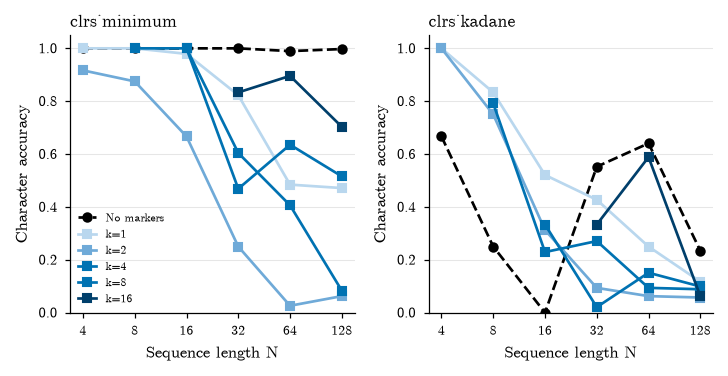 clrs˙minimum
1.0
0.8
0.6
0.4
0.2
0.0
Character accuracy
No markers
k=1
k=2
k=4
k=8
k=16
4 8 16 32 64 128
Sequence length N
clrs˙kadane
1.0
0.8
0.6
0.4
0.2
0.0
Character accuracy
4 8 16 32 64 128
Sequence length N